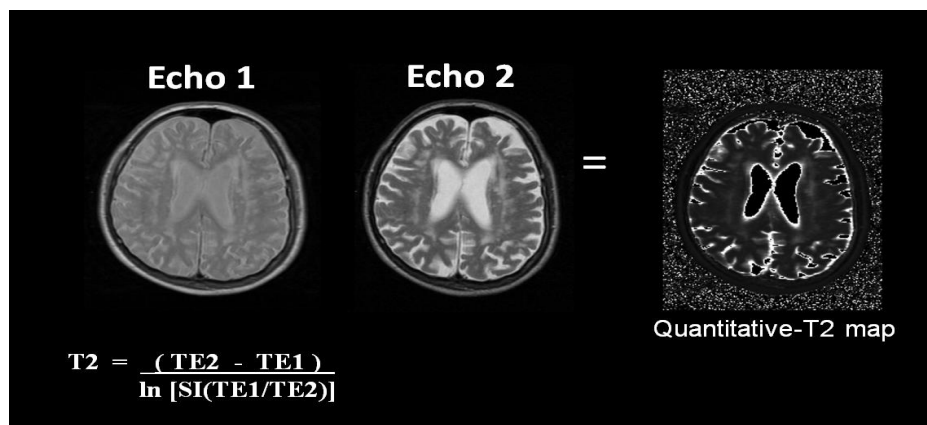 Echo 1
Echo 2
=
Quantitative-T2 map
T2 = ( TE2 - TE1 )
ln [SI(TE1/TE2)]